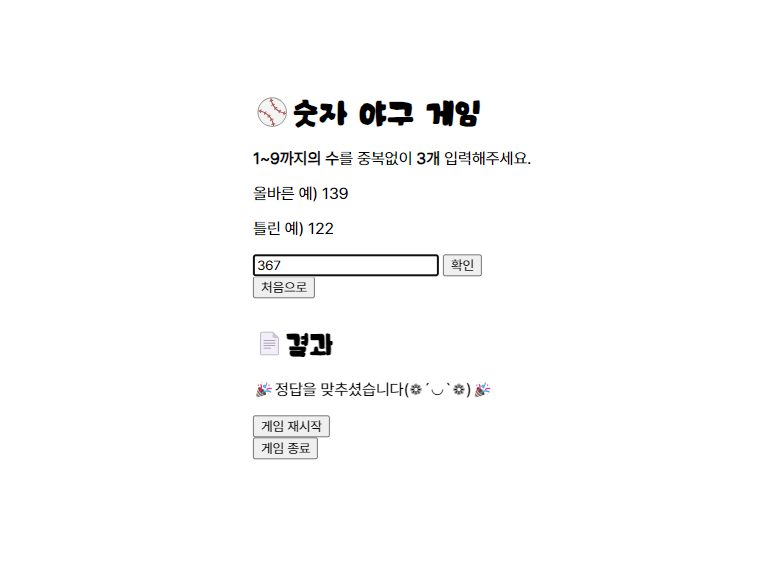 ⚾ 숫자 야구 게임
1~9까지의 수를 중복없이 3개 입력해주세요.
올바른 예) 139
틀린 예) 122
367 확인
처음으로
📄 결과
🎉 정답을 맞추셨습니다(❁´◡`❁) 🎉
게임 재시작
게임 종료